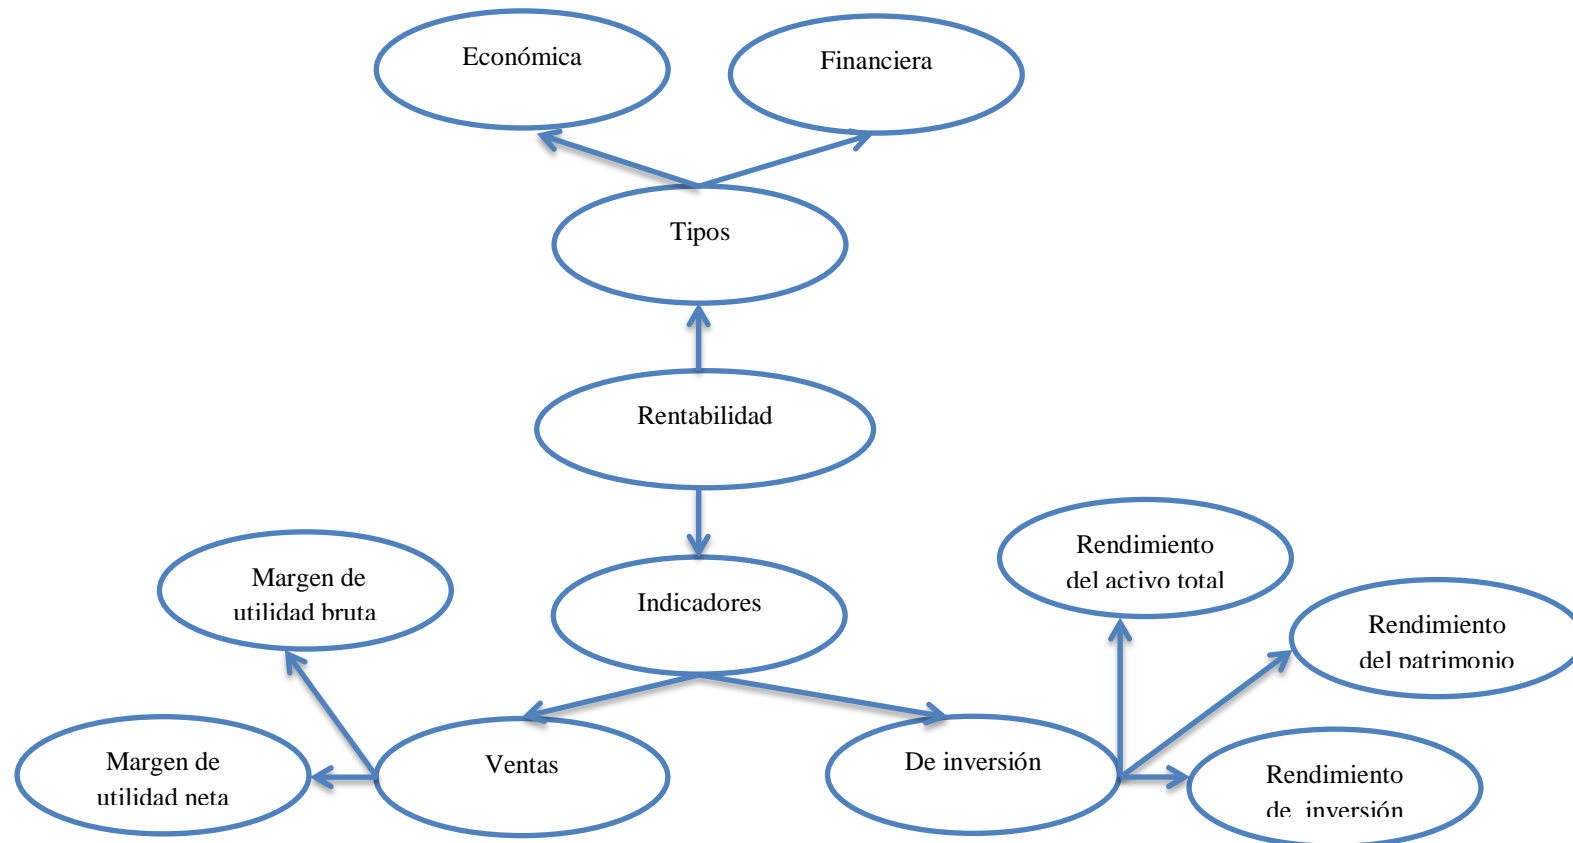 Económica
Financiera
Tipos
Rentabilidad
Indicadores
Margen de
utilidad bruta
Margen de
utilidad neta
Ventas
De inversión
Rendimiento
del activo total
Rendimiento
del patrimonio
Rendimiento
de inversión